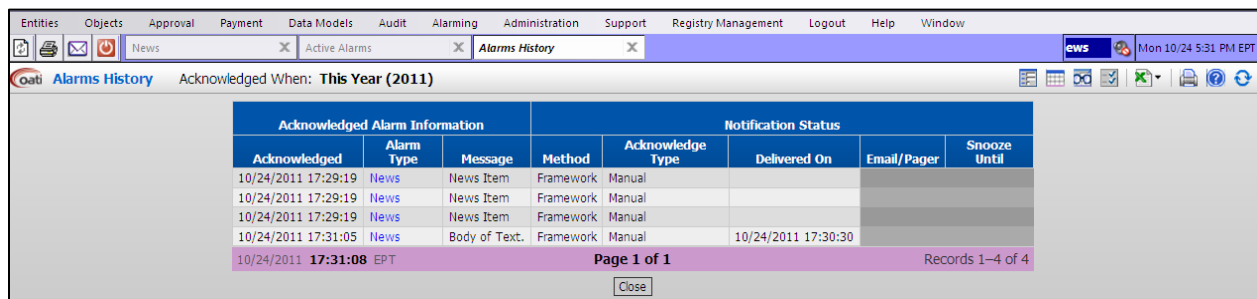 Entities Objects Approval Payment Data Models Audit Alarming Administration Support Registry Management Logout Help Window
News X Active Alarms X Alarms History X ews Mon 10/24 5:31 PM EPT
oati Alarms History Acknowledged When: This Year (2011)
Acknowledged Alarm Information Notification Status
Acknowledged Alarm Type Message Method Acknowledge Type Delivered On Email/Pager Snooze Until
10/24/2011 17:29:19 News News Item Framework Manual
10/24/2011 17:29:19 News News Item Framework Manual
10/24/2011 17:29:19 News News Item Framework Manual
10/24/2011 17:31:05 News Body of Text. Framework Manual 10/24/2011 17:30:30
10/24/2011 17:31:08 EPT Page 1 of 1 Records 1–4 of 4
Close